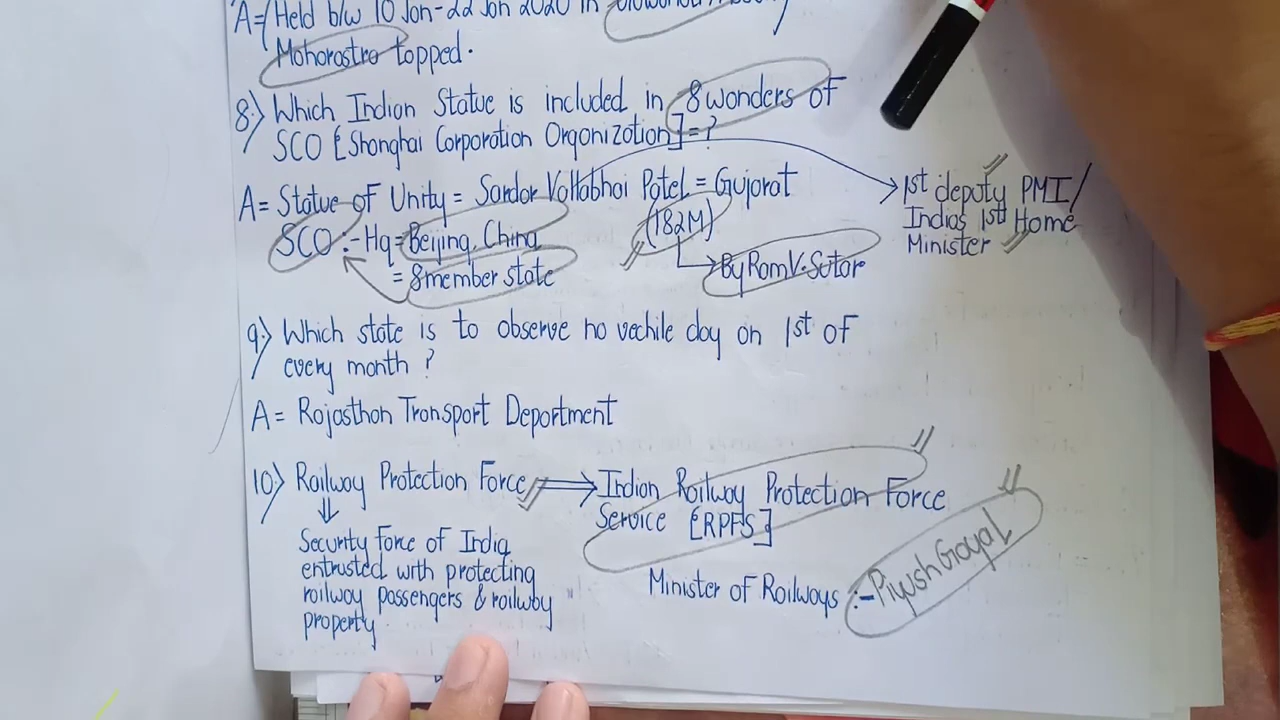 A= Held b/w 10 Jan-22 Jan 2020 in
Maharastra topped.
8) Which Indian Statue is included in 8 wonders of
SCO [Shanghai Corporation Organization] = ?
A= Statue of Unity = Sardar Vallabhai Patel = Gujarat
(182M)
By Ram V. Sutar
1st deputy PMI/
Indias 1st Home
Minister
SCO :- Hq = Beijing, China
= 8 member state
9) Which state is to observe no vechile day on 1st of
every month ?
A = Rajasthan Transport Department
10) Railway Protection Force => Indian Railway Protection Force
Service [RPFS]
Security force of India
entrusted with protecting
railway passengers & railway
property
Minister of Railways :- Piyush Goyal